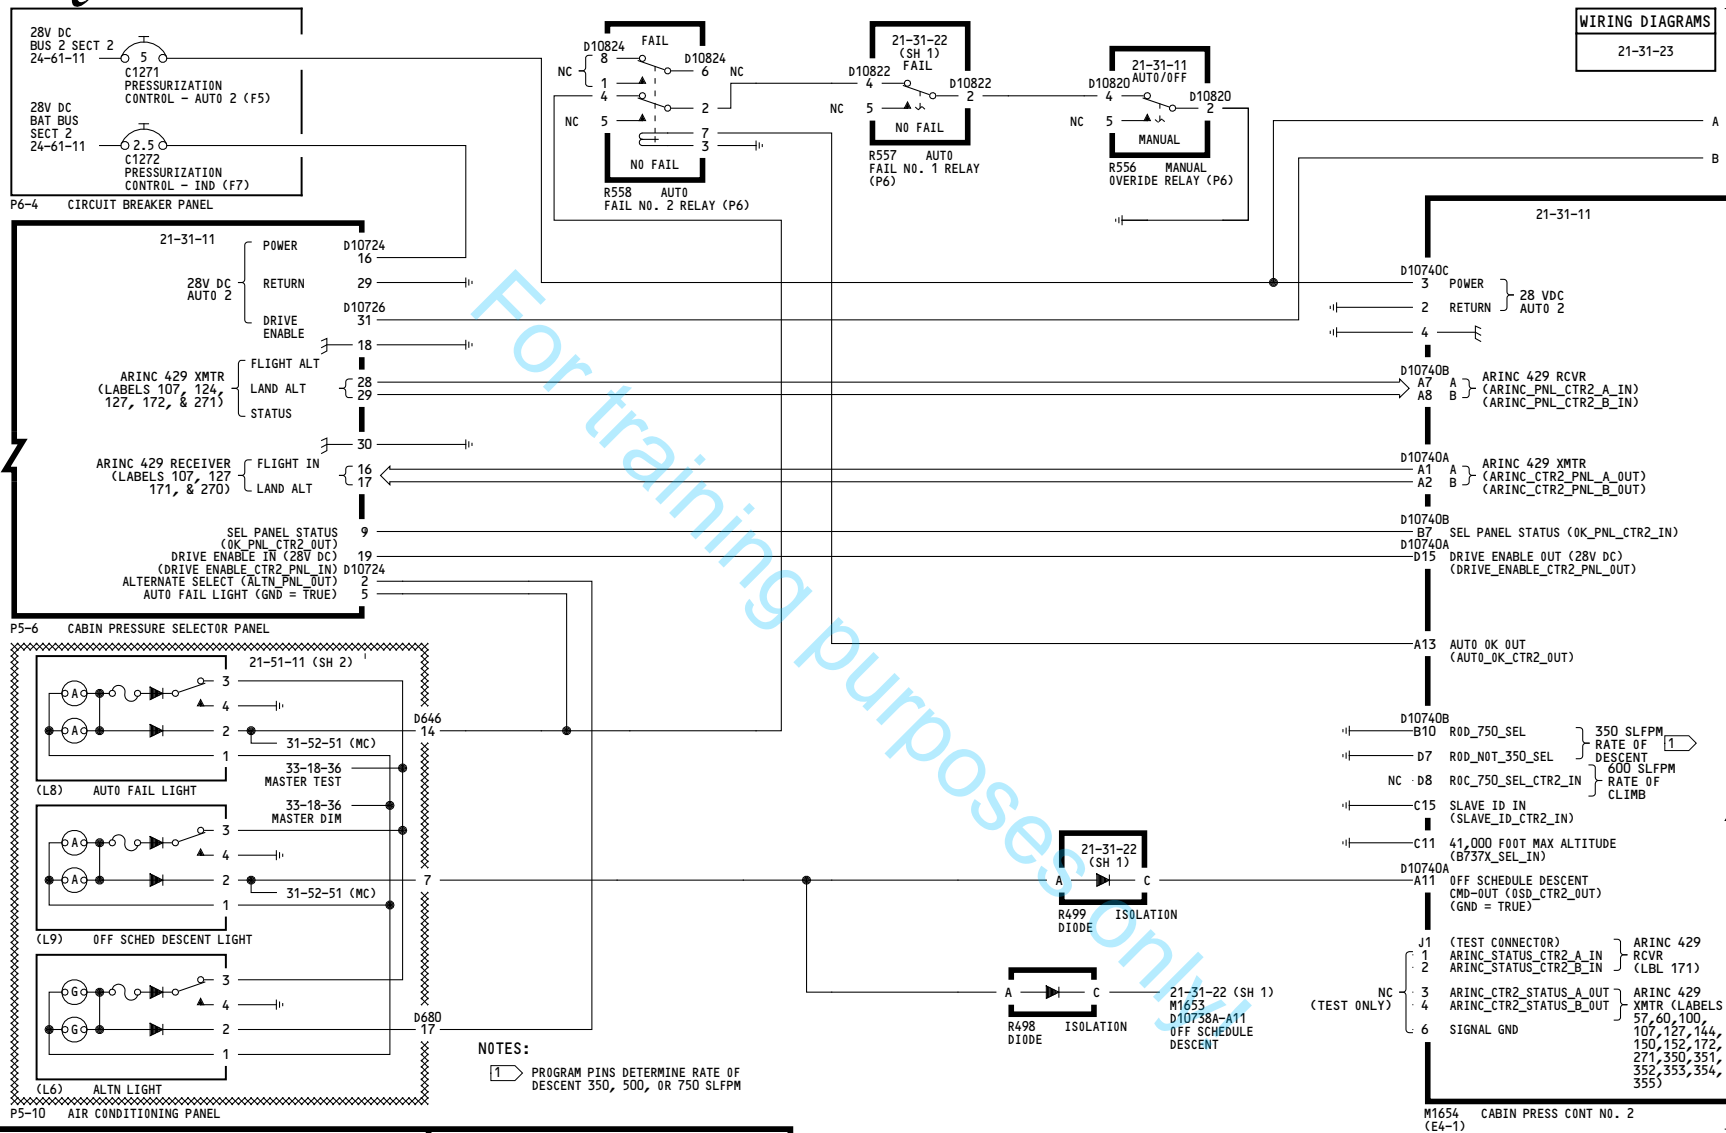 WIRING DIAGRAMS
21-31-23
28V DC
BUS 2 SECT 2
24-61-11
5
C1271
PRESSURIZATION
CONTROL - AUTO 2 (F5)
28V DC
BAT BUS
SECT 2
24-61-11
2.5
C1272
PRESSURIZATION
CONTROL - IND (F7)
P6-4 CIRCUIT BREAKER PANEL
FAIL
D10824
D10824
8
6
NC
NC
1
4
2
NC
5
7
3
NO FAIL
R558 AUTO
FAIL NO. 2 RELAY (P6)
21-31-22
(SH 1)
FAIL
D10822
D10822
4
2
NC
5
NO FAIL
R557 AUTO
FAIL NO. 1 RELAY
(P6)
21-31-11
AUTO/OFF
D10820
D10820
4
2
NC
5
MANUAL
R556 MANUAL
OVERIDE RELAY (P6)
A
B
21-31-11
POWER
D10724
16
28V DC
AUTO 2
RETURN
29
D10726
DRIVE
ENABLE
31
18
ARINC 429 XMTR
(LABELS 107, 124,
127, 172, & 271)
FLIGHT ALT
LAND ALT
STATUS
28
29
30
ARINC 429 RECEIVER
(LABELS 107, 127
171, & 270)
FLIGHT IN
LAND ALT
16
17
SEL PANEL STATUS 9
(OK_PNL_CTR2_OUT)
DRIVE ENABLE IN (28V DC) 19
(DRIVE ENABLE_CTR2_PNL_IN) D10724
ALTERNATE SELECT (ALTN_PNL_OUT) 2
AUTO FAIL LIGHT (GND = TRUE) 5
P5-6 CABIN PRESSURE SELECTOR PANEL
21-31-11
D10740C
3 POWER
2 RETURN
28 VDC
AUTO 2
4
D10740B
A7 A
A8 B
ARINC 429 RCVR
(ARINC_PNL_CTR2_A_IN)
(ARINC_PNL_CTR2_B_IN)
D10740A
A1 A
A2 B
ARINC 429 XMTR
(ARINC_CTR2_PNL_A_OUT)
(ARINC_CTR2_PNL_B_OUT)
D10740B
B7 SEL PANEL STATUS (OK_PNL_CTR2_IN)
D10740A
D15 DRIVE ENABLE OUT (28V DC)
(DRIVE_ENABLE_CTR2_PNL_OUT)
A13 AUTO OK OUT
(AUTO_OK_CTR2_OUT)
D10740B
B10 ROD_750_SEL
D7 ROD_NOT_350_SEL
350 SLFPM
RATE OF
DESCENT
1
NC D8 ROC_750_SEL_CTR2_IN
600 SLFPM
RATE OF
CLIMB
C15 SLAVE ID IN
(SLAVE_ID_CTR2_IN)
C11 41,000 FOOT MAX ALTITUDE
(B737X_SEL_IN)
D10740A
A11 OFF SCHEDULE DESCENT
CMD-OUT (OSD_CTR2_OUT)
(GND = TRUE)
J1 (TEST CONNECTOR)
1 ARINC_STATUS_CTR2_A_IN
2 ARINC_STATUS_CTR2_B_IN
ARINC 429
RCVR
(LBL 171)
NC
(TEST ONLY)
3 ARINC_CTR2_STATUS_A_OUT
4 ARINC_CTR2_STATUS_B_OUT
6 SIGNAL GND
ARINC 429
XMTR (LABELS
57,60,100,
107,127,144,
150,152,172,
271,350,351,
352,353,354,
355)
M1654 CABIN PRESS CONT NO. 2
(E4-1)
21-51-11 (SH 2)
A
A
3
4
2
1
31-52-51 (MC)
D646
14
(L8) AUTO FAIL LIGHT
33-18-36
MASTER TEST
33-18-36
MASTER DIM
A
A
3
4
2
1
31-52-51 (MC)
7
(L9) OFF SCHED DESCENT LIGHT
G
G
3
4
2
1
D680
17
(L6) ALTN LIGHT
P5-10 AIR CONDITIONING PANEL
21-31-22
(SH 1)
A
C
R499 ISOLATION
DIODE
A
C
R498 ISOLATION
DIODE
21-31-22 (SH 1)
M1653
D10738A-A11
OFF SCHEDULE
DESCENT
NOTES:
1 PROGRAM PINS DETERMINE RATE OF
DESCENT 350, 500, OR 750 SLFPM
For training purposes only!